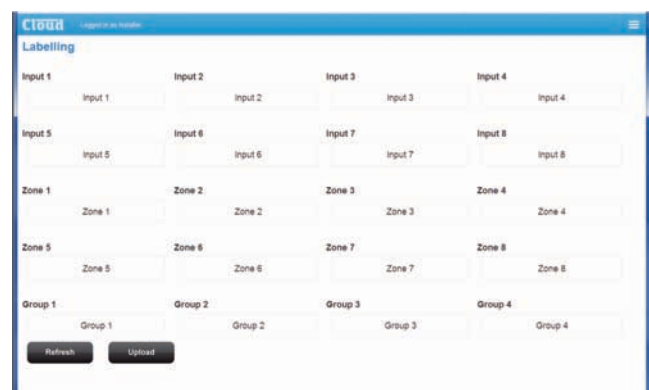 Cloud Logged in as Installer
Labelling
Input 1 Input 2 Input 3 Input 4
Input 1 Input 2 Input 3 Input 4
Input 5 Input 6 Input 7 Input 8
Input 5 Input 6 Input 7 Input 8
Zone 1 Zone 2 Zone 3 Zone 4
Zone 1 Zone 2 Zone 3 Zone 4
Zone 5 Zone 6 Zone 7 Zone 8
Zone 5 Zone 6 Zone 7 Zone 8
Group 1 Group 2 Group 3 Group 4
Group 1 Group 2 Group 3 Group 4
Refresh Upload